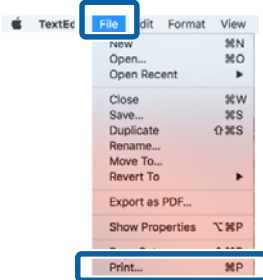 TextEd File dit Format View
New ⌘N
Open... ⌘O
Open Recent ▶
Close ⌘W
Save... ⌘S
Duplicate ⇧⌘S
Rename...
Move To...
Revert To ▶
Export as PDF...
Show Properties ⌥⌘P
Print... ⌘P